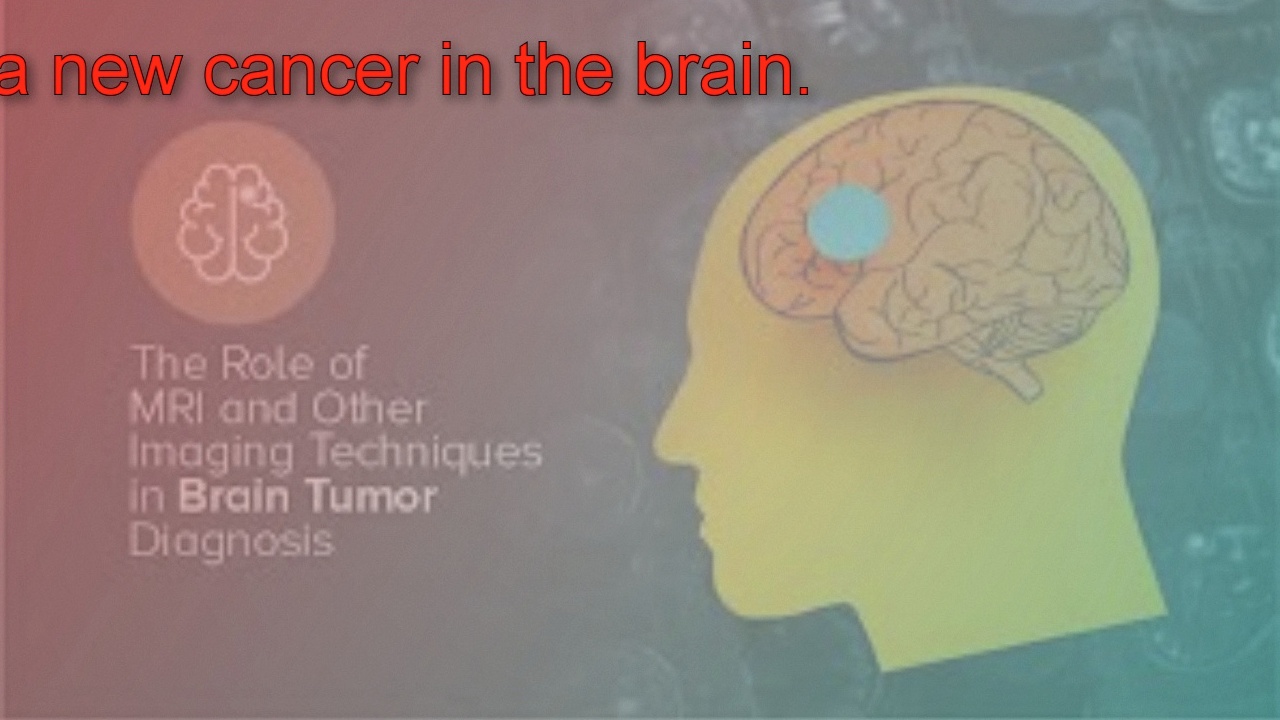 a new cancer in the brain.
The Role of
MRI and Other
Imaging Techniques
in Brain Tumor
Diagnosis